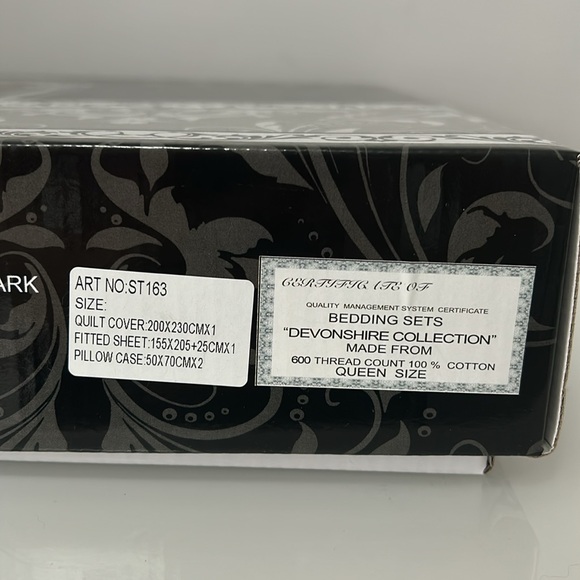 ARK
ART NO:ST163
SIZE:
QUILT COVER:200X230CMX1
FITTED SHEET:155X205+25CMX1
PILLOW CASE:50X70CMX2
CERTIFICATE OF
QUALITY MANAGEMENT SYSTEM CERTIFICATE
BEDDING SETS
“DEVONSHIRE COLLECTION”
MADE FROM
600 THREAD COUNT 100 % COTTON
QUEEN SIZE